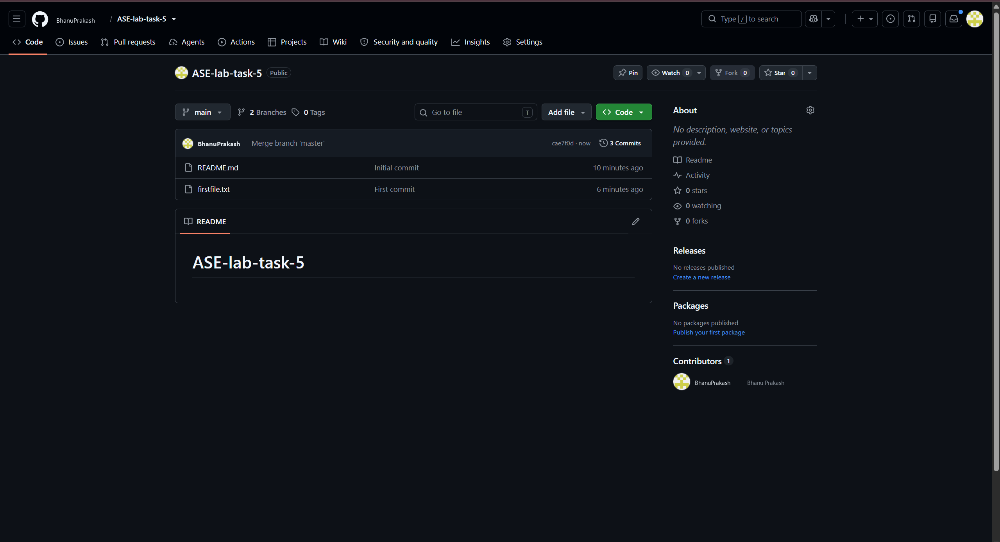 BhanuPrakash / ASE-lab-task-5
Type / to search
Code Issues Pull requests Agents Actions Projects Wiki Security and quality Insights Settings
ASE-lab-task-5 Public
Pin Watch 0 Fork 0 Star 0
main 2 Branches 0 Tags Go to file T Add file Code
BhanuPrakash Merge branch 'master' cae7f0d · now 3 Commits
README.md Initial commit 10 minutes ago
firstfile.txt First commit 6 minutes ago
README
ASE-lab-task-5
About
No description, website, or topics
provided.
Readme
Activity
0 stars
0 watching
0 forks
Releases
No releases published
Create a new release
Packages
No packages published
Publish your first package
Contributors 1
BhanuPrakash Bhanu Prakash